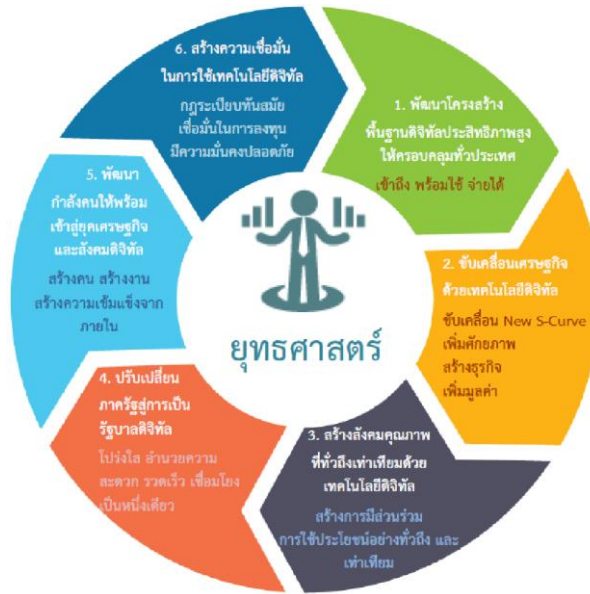 ยุทธศาสตร์
1. พัฒนาโครงสร้าง
พื้นฐานดิจิทัลประสิทธิภาพสูง
ให้ครอบคลุมทั่วประเทศ
เข้าถึง พร้อมใช้ จ่ายได้
2. ขับเคลื่อนเศรษฐกิจ
ด้วยเทคโนโลยีดิจิทัล
ขับเคลื่อน New S-Curve
เพิ่มศักยภาพ
สร้างธุรกิจ
เพิ่มมูลค่า
3. สร้างสังคมคุณภาพ
ที่ทั่วถึงเท่าเทียมด้วย
เทคโนโลยีดิจิทัล
สร้างการมีส่วนร่วม
การใช้ประโยชน์อย่างทั่วถึง และ
เท่าเทียม
4. ปรับเปลี่ยน
ภาครัฐสู่การเป็น
รัฐบาลดิจิทัล
โปร่งใส อำนวยความ
สะดวก รวดเร็ว เชื่อมโยง
เป็นหนึ่งเดียว
5. พัฒนา
กำลังคนให้พร้อม
เข้าสู่ยุคเศรษฐกิจ
และสังคมดิจิทัล
สร้างคน สร้างงาน
สร้างความเข้มแข็งจาก
ภายใน
6. สร้างความเชื่อมั่น
ในการใช้เทคโนโลยีดิจิทัล
กฎระเบียบทันสมัย
เชื่อมั่นในการลงทุน
มีความมั่นคงปลอดภัย